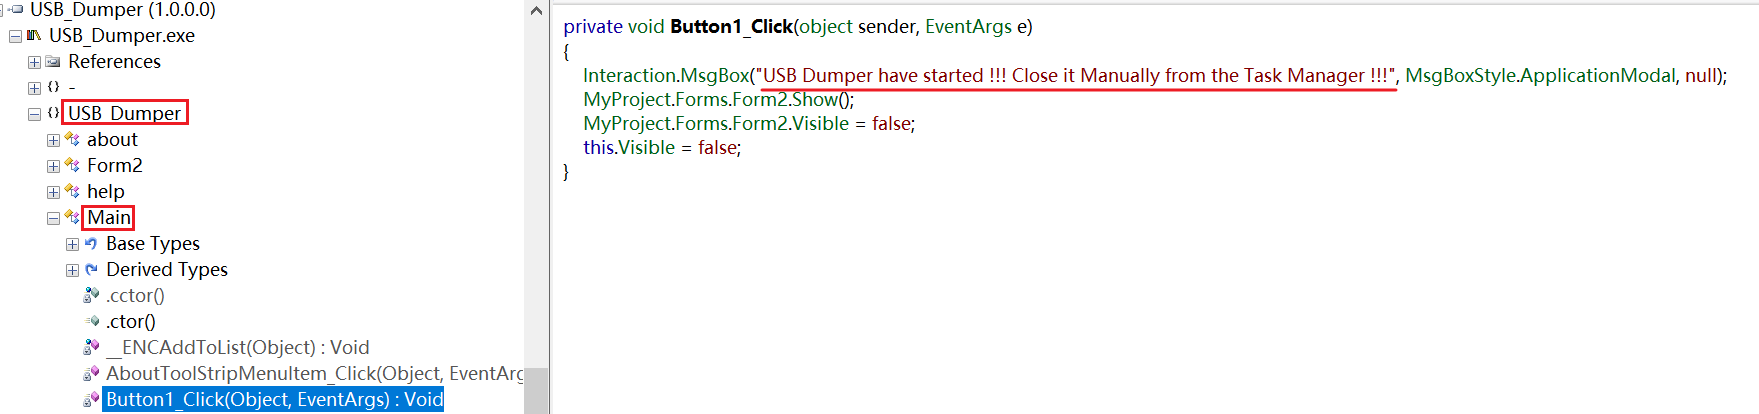 USB_Dumper (1.0.0.0)
USB_Dumper.exe
References
{} -
{} USB_Dumper
about
Form2
help
Main
Base Types
Derived Types
.cctor()
.ctor()
__ENCAddToList(Object) : Void
AboutToolStripMenuItem_Click(Object, EventArg
Button1_Click(Object, EventArgs) : Void
private void Button1_Click(object sender, EventArgs e)
{
Interaction.MsgBox("USB Dumper have started !!! Close it Manually from the Task Manager !!!", MsgBoxStyle.ApplicationModal, null);
MyProject.Forms.Form2.Show();
MyProject.Forms.Form2.Visible = false;
this.Visible = false;
}